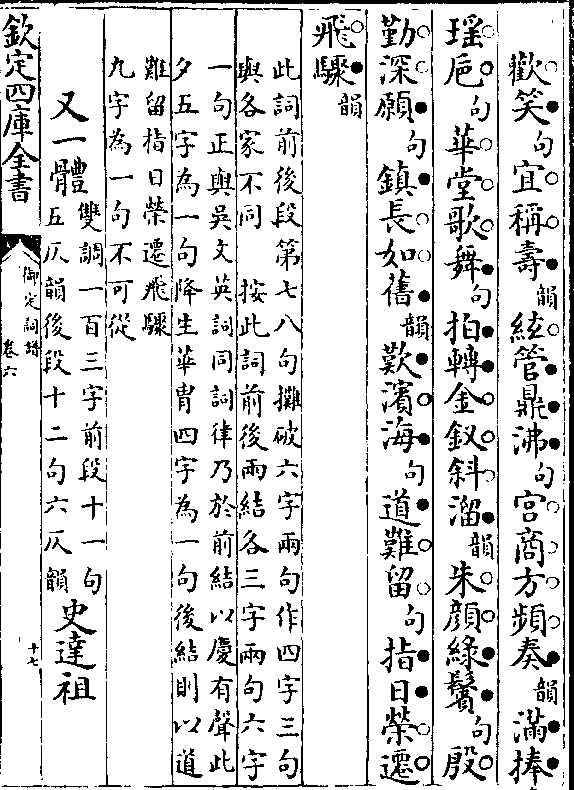 歡笑句宜稱壽韻絃管鼎沸句宮商方頻奏韻滿捧
瑶巵句華堂歌舞句拍轉金釵斜溜韻朱顔緑鬢句殷
勤深願句鎮長如舊韻歎濱海句道難留句指日榮遷
飛驟韻
此詞前後段第七八句攤破六字兩句作四字三句
與各家不同　按此詞前後兩結各三字兩句六字
一句正與吳文英詞同詞律乃於前結以慶有聲此
夕五字為一句降生華胄四字為一句後結則以道
難留指日榮遷飛驟
九字為一句不可從
又一體
雙調一百三字前段十一句
五仄韻後段十二句六仄韻
史達祖
欽定四庫全書
御定詞譜
卷六
十七